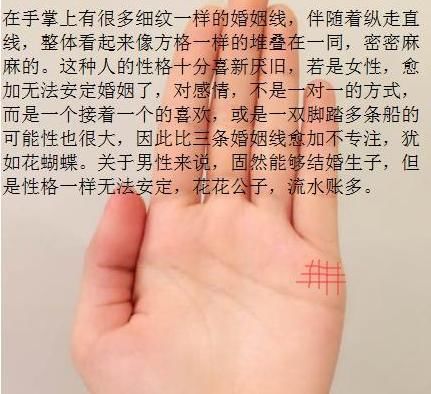 在手掌上有很多细纹一样的婚姻线，伴随着纵走直
线，整体看起来像方格一样的堆叠在一同，密密麻
麻的。这种人的性格十分喜新厌旧，若是女性，愈
加无法安定婚姻了，对感情，不是一对一的方式，
而是一个接着一个的喜欢，或是一双脚踏多条船的
可能性也很大，因此比三条婚姻线愈加不专注，犹
如花蝴蝶。关于男性来说，固然能够结婚生子，但
是性格一样无法安定，花花公子，流水账多。